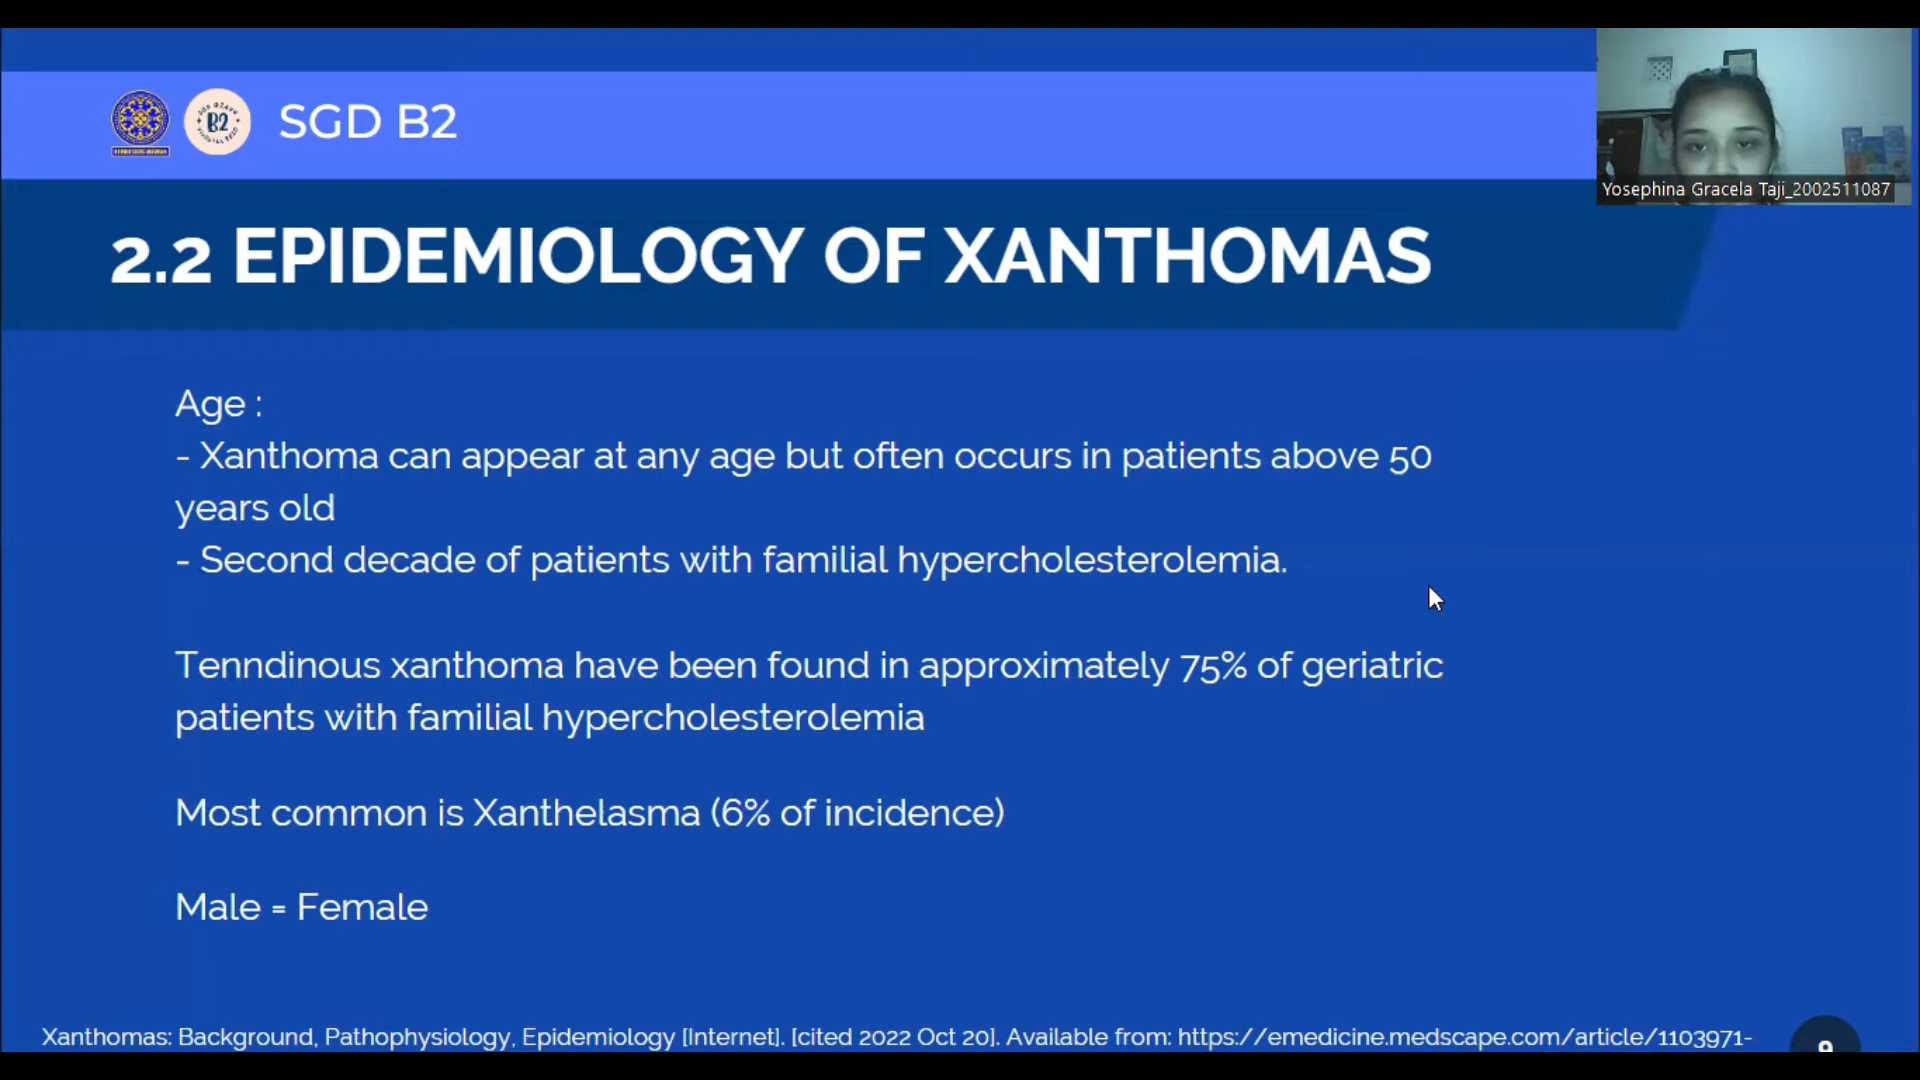 SGD B2
B2
Yosephina Gracela Taji_2002511087
2.2 EPIDEMIOLOGY OF XANTHOMAS
Age :
- Xanthoma can appear at any age but often occurs in patients above 50
years old
- Second decade of patients with familial hypercholesterolemia.
Tenndinous xanthoma have been found in approximately 75% of geriatric
patients with familial hypercholesterolemia
Most common is Xanthelasma (6% of incidence)
Male = Female
Xanthomas: Background, Pathophysiology, Epidemiology [Internet]. [cited 2022 Oct 20]. Available from: https://emedicine.medscape.com/article/1103971-
9